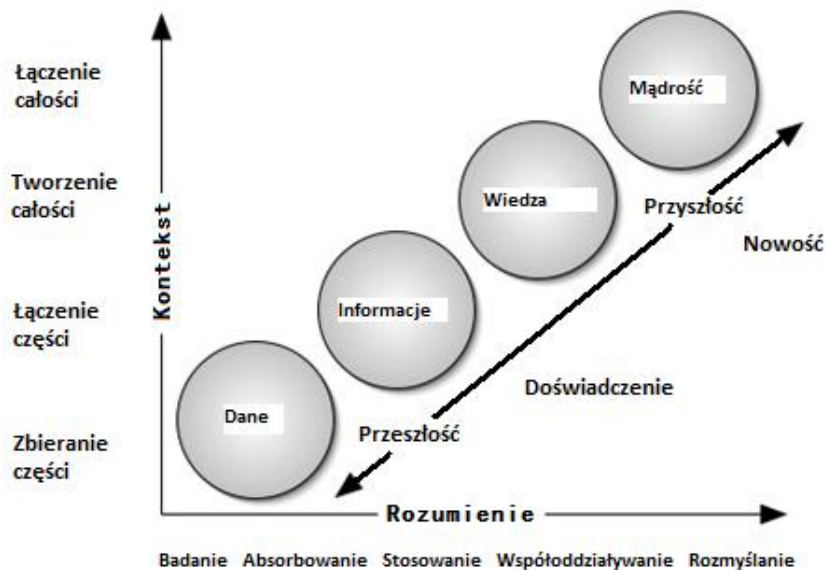 Łączenie
całości
Mądrość
Tworzenie
całości
Wiedza
Przyszłość
Nowość
Kontekst
Łączenie
części
Informacje
Doświadczenie
Dane
Przeszłość
Zbieranie
części
Rozumienie
Badanie Absorbowanie Stosowanie Współoddziaływanie Rozmyślanie